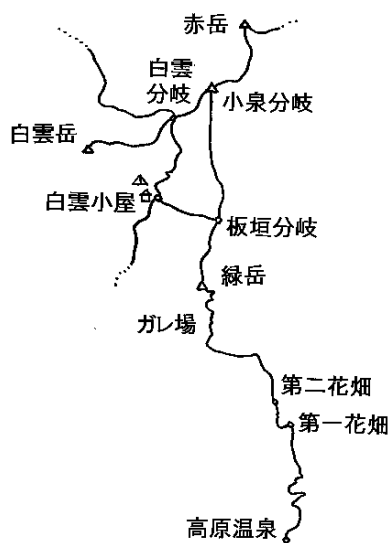 赤岳
白雲
分岐
小泉分岐
白雲岳
白雲小屋
板垣分岐
緑岳
ガレ場
第二花畑
第一花畑
高原温泉